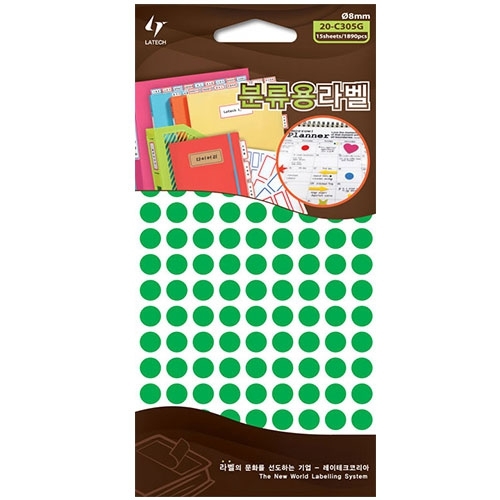 Ø8mm
20-C305G
15sheets/1890pcs
LATECH
분류용라벨
Planner
라벨의 문화를 선도하는 기업 - 레이테크코리아
The New World Labelling System